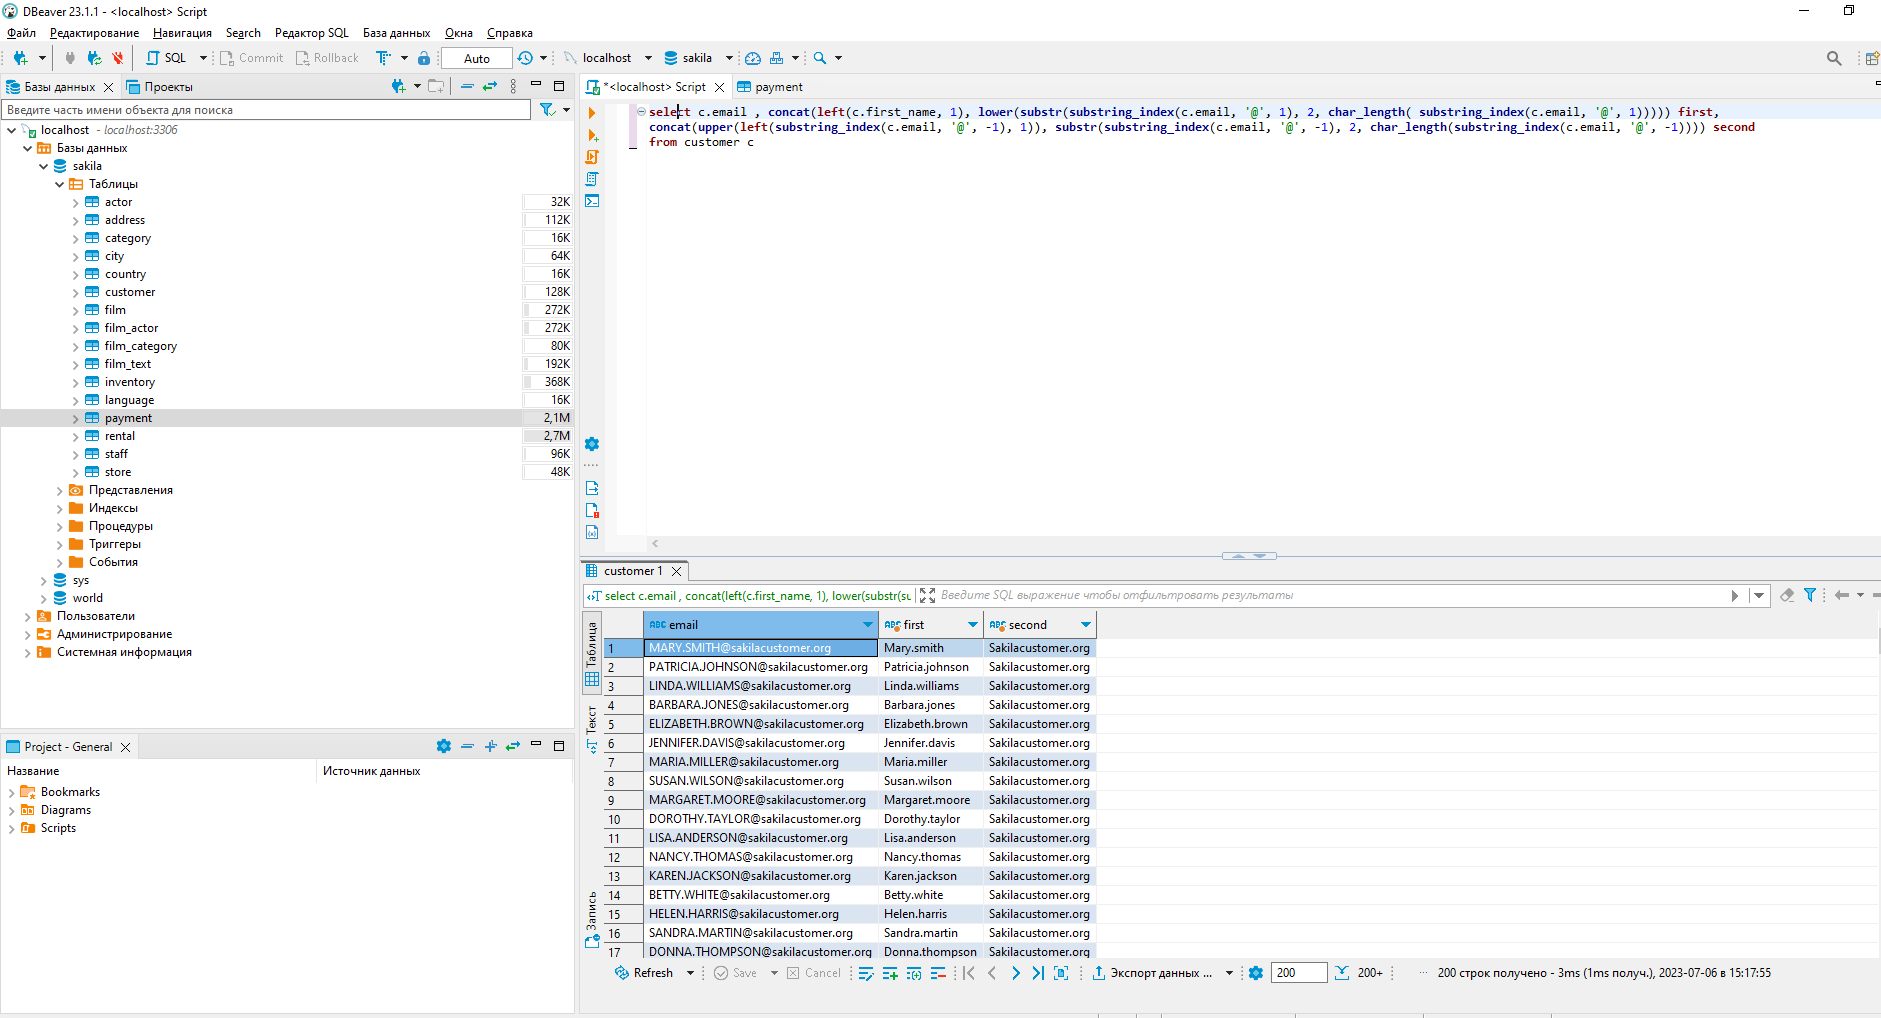 DBeaver 23.1.1 - <localhost> Script
Файл Редактирование Навигация Search Редактор SQL База данных Окна Справка
SQL Commit Rollback Auto localhost sakila
Базы данных Проекты
Введите часть имени объекта для поиска
localhost - localhost:3306
Базы данных
sakila
Таблицы
actor 32K
address 112K
category 16K
city 64K
country 16K
customer 128K
film 272K
film_actor 272K
film_category 80K
film_text 192K
inventory 368K
language 16K
payment 2,1M
rental 2,7M
staff 96K
store 48K
Представления
Индексы
Процедуры
Триггеры
События
sys
world
Пользователи
Администрирование
Системная информация
Project - General
Название Источник данных
Bookmarks
Diagrams
Scripts
*<localhost> Script payment
select c.email , concat(left(c.first_name, 1), lower(substr(substring_index(c.email, '@', 1), 2, char_length( substring_index(c.email, '@', 1))))) first,
concat(upper(left(substring_index(c.email, '@', -1), 1)), substr(substring_index(c.email, '@', -1), 2, char_length(substring_index(c.email, '@', -1)))) second
from customer c
customer 1
select c.email , concat(left(c.first_name, 1), lower(substr(su Введите SQL выражение чтобы отфильтровать результаты
Таблица
Текст
Запись
ABC email ABC first ABC second
1 MARY.SMITH@sakilacustomer.org Mary.smith Sakilacustomer.org
2 PATRICIA.JOHNSON@sakilacustomer.org Patricia.johnson Sakilacustomer.org
3 LINDA.WILLIAMS@sakilacustomer.org Linda.williams Sakilacustomer.org
4 BARBARA.JONES@sakilacustomer.org Barbara.jones Sakilacustomer.org
5 ELIZABETH.BROWN@sakilacustomer.org Elizabeth.brown Sakilacustomer.org
6 JENNIFER.DAVIS@sakilacustomer.org Jennifer.davis Sakilacustomer.org
7 MARIA.MILLER@sakilacustomer.org Maria.miller Sakilacustomer.org
8 SUSAN.WILSON@sakilacustomer.org Susan.wilson Sakilacustomer.org
9 MARGARET.MOORE@sakilacustomer.org Margaret.moore Sakilacustomer.org
10 DOROTHY.TAYLOR@sakilacustomer.org Dorothy.taylor Sakilacustomer.org
11 LISA.ANDERSON@sakilacustomer.org Lisa.anderson Sakilacustomer.org
12 NANCY.THOMAS@sakilacustomer.org Nancy.thomas Sakilacustomer.org
13 KAREN.JACKSON@sakilacustomer.org Karen.jackson Sakilacustomer.org
14 BETTY.WHITE@sakilacustomer.org Betty.white Sakilacustomer.org
15 HELEN.HARRIS@sakilacustomer.org Helen.harris Sakilacustomer.org
16 SANDRA.MARTIN@sakilacustomer.org Sandra.martin Sakilacustomer.org
17 DONNA.THOMPSON@sakilacustomer.org Donna.thompson Sakilacustomer.org
Refresh Save Cancel Экспорт данных ... 200 200+ ... 200 строк получено - 3ms (1ms получ.), 2023-07-06 в 15:17:55